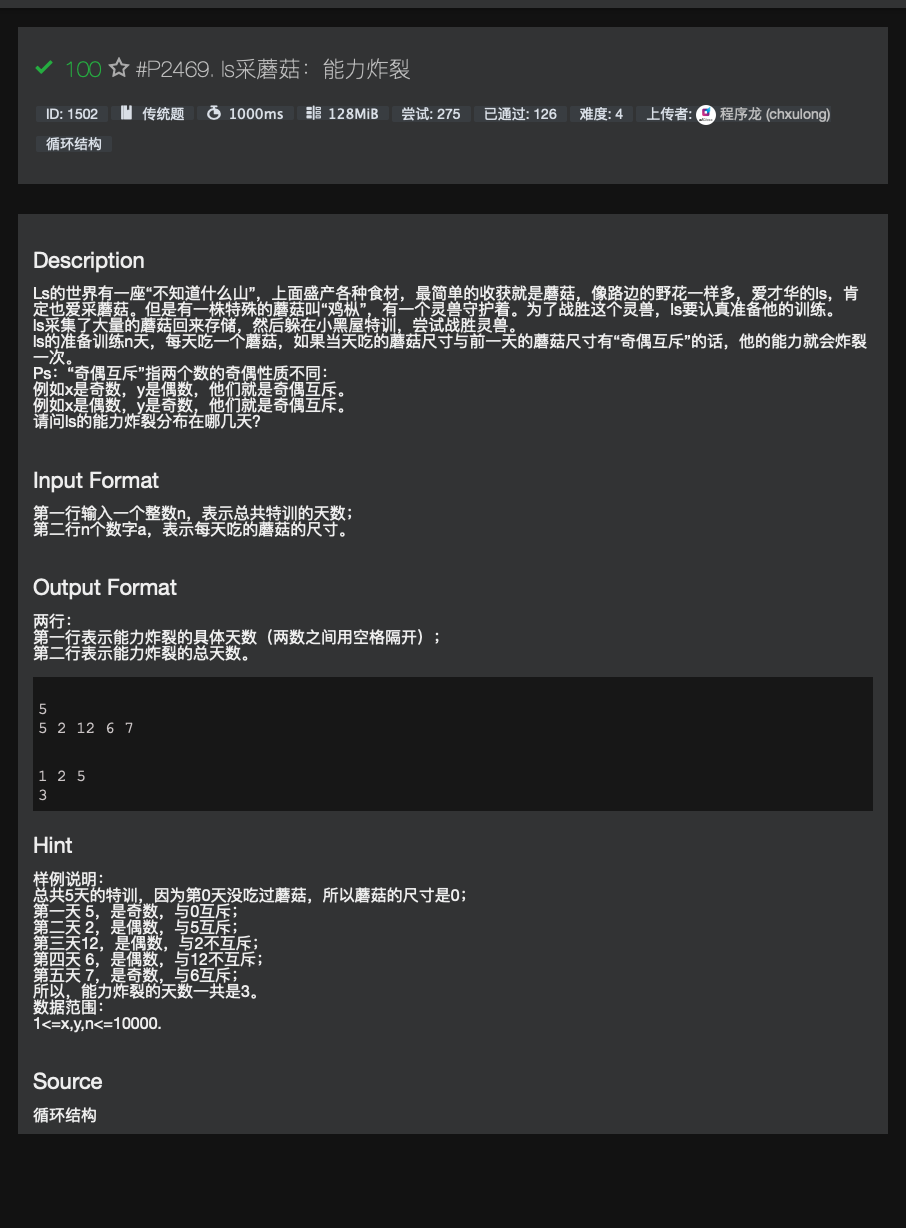 100 #P2469. ls采蘑菇：能力炸裂
ID: 1502 传统题 1000ms 128MiB 尝试: 275 已通过: 126 难度: 4 上传者: 程序龙 (chxulong)
循环结构
Description
Ls的世界有一座“不知道什么山”，上面盛产各种食材，最简单的收获就是蘑菇，像路边的野花一样多，爱才华的ls，肯
定也爱采蘑菇。但是有一株特殊的蘑菇叫“鸡枞”，有一个灵兽守护着。为了战胜这个灵兽，ls要认真准备他的训练。
ls采集了大量的蘑菇回来存储，然后躲在小黑屋特训，尝试战胜灵兽。
ls的准备训练n天，每天吃一个蘑菇，如果当天吃的蘑菇尺寸与前一天的蘑菇尺寸有“奇偶互斥”的话，他的能力就会炸裂
一次。
Ps：“奇偶互斥”指两个数的奇偶性质不同：
例如x是奇数，y是偶数，他们就是奇偶互斥。
例如x是偶数，y是奇数，他们就是奇偶互斥。
请问ls的能力炸裂分布在哪几天？
Input Format
第一行输入一个整数n，表示总共特训的天数；
第二行n个数字a，表示每天吃的蘑菇的尺寸。
Output Format
两行：
第一行表示能力炸裂的具体天数（两数之间用空格隔开）；
第二行表示能力炸裂的总天数。
5
5 2 12 6 7
1 2 5
3
Hint
样例说明：
总共5天的特训，因为第0天没吃过蘑菇，所以蘑菇的尺寸是0；
第一天 5，是奇数，与0互斥；
第二天 2，是偶数，与5互斥；
第三天12，是偶数，与2不互斥；
第四天 6，是偶数，与12不互斥；
第五天 7，是奇数，与6互斥；
所以，能力炸裂的天数一共是3。
数据范围：
1<=x,y,n<=10000.
Source
循环结构